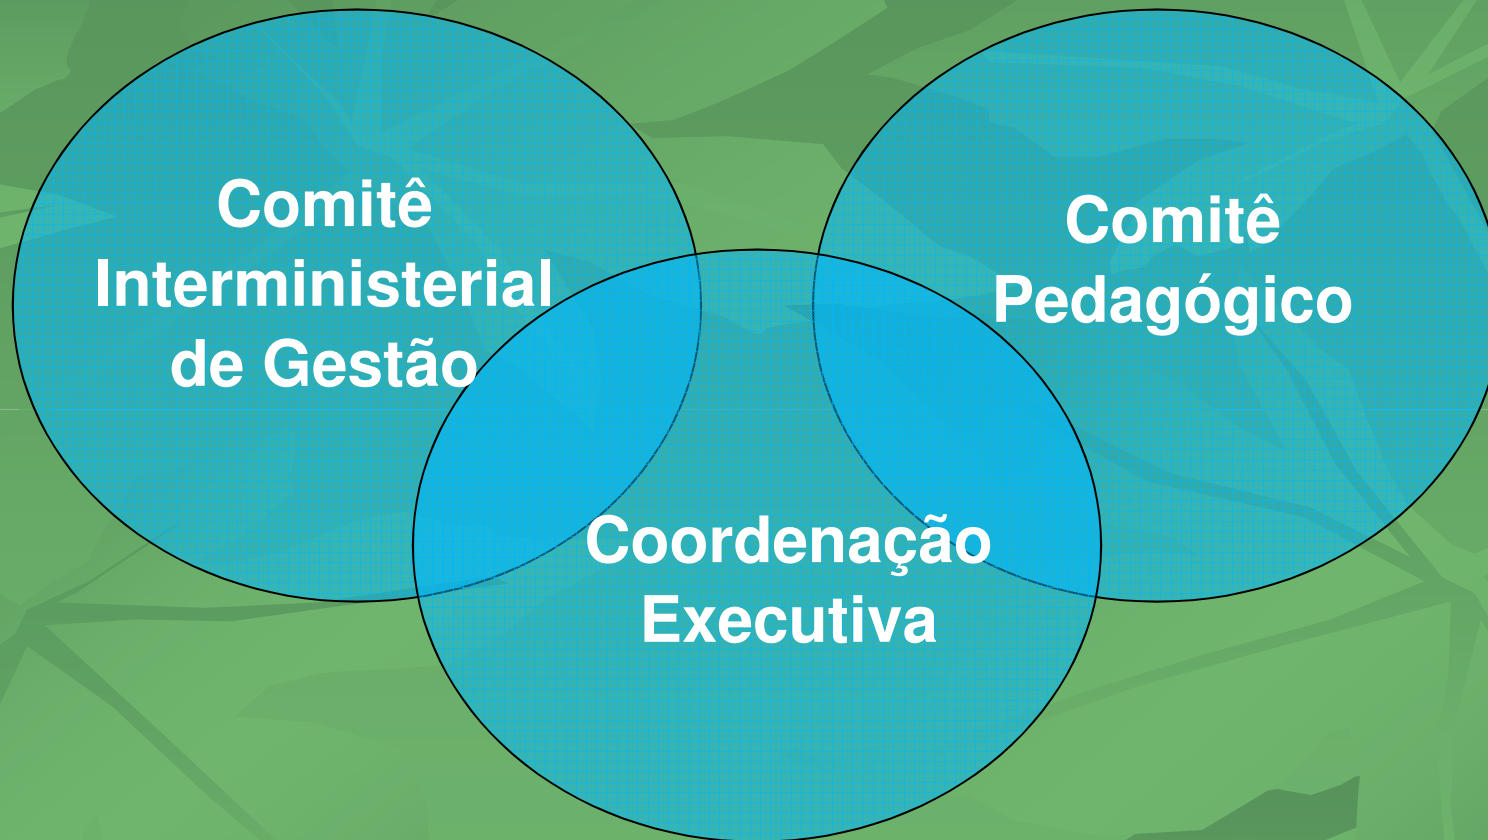 Comitê
Interministerial
de Gestão
Comitê
Pedagógico
Coordenação
Executiva